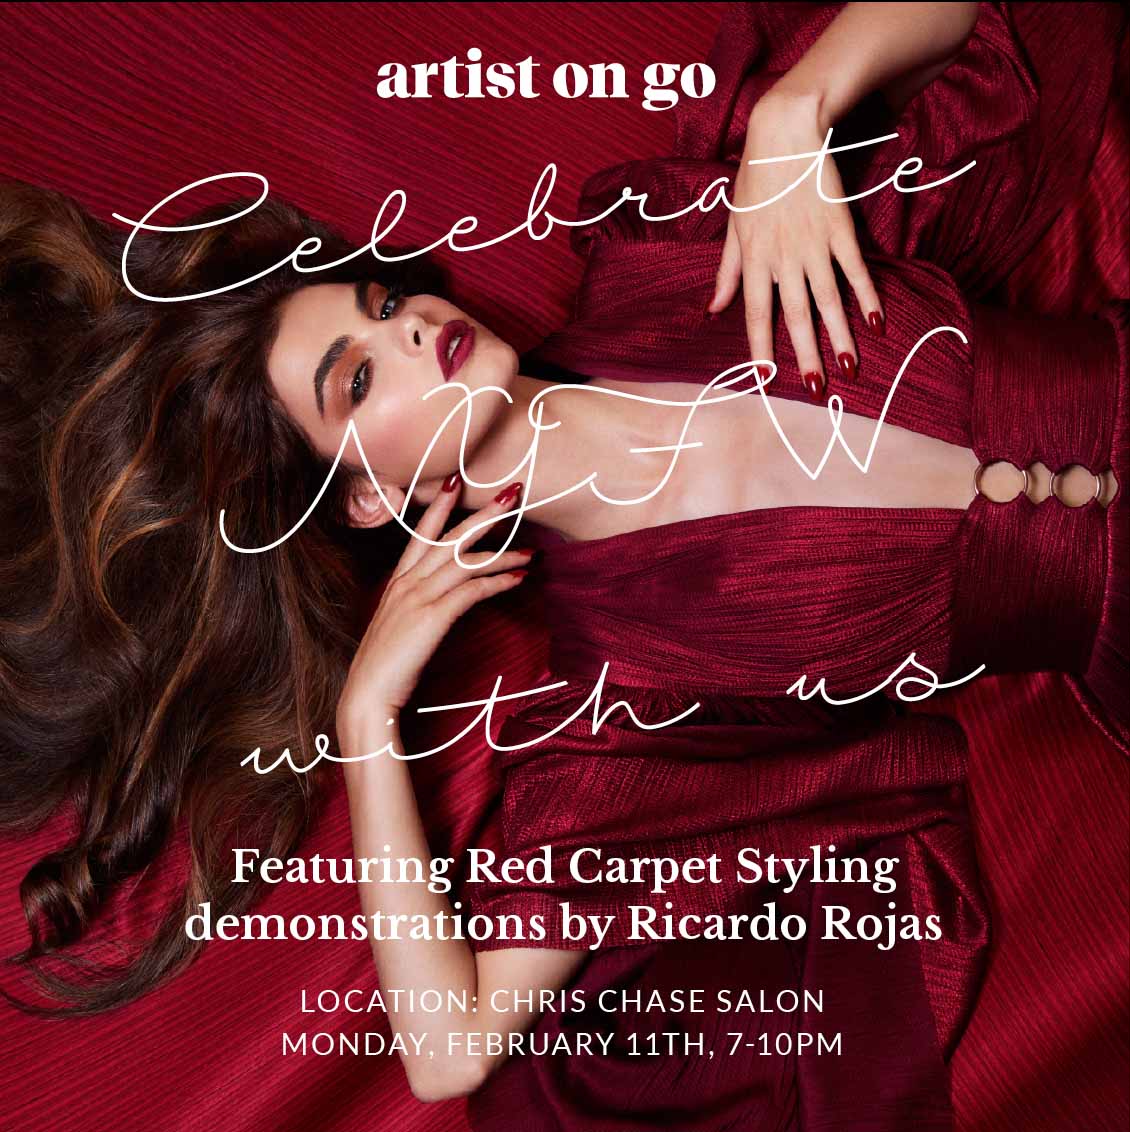 artist on go
Celebrate
NYFW
with us
Featuring Red Carpet Styling
demonstrations by Ricardo Rojas
LOCATION: CHRIS CHASE SALON
MONDAY, FEBRUARY 11TH, 7-10PM